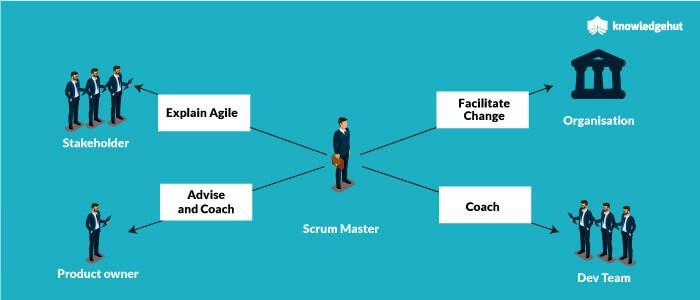 knowledgehut
Explain Agile
Facilitate
Change
Stakeholder
Organisation
Advise
and Coach
Coach
Scrum Master
Product owner
Dev Team